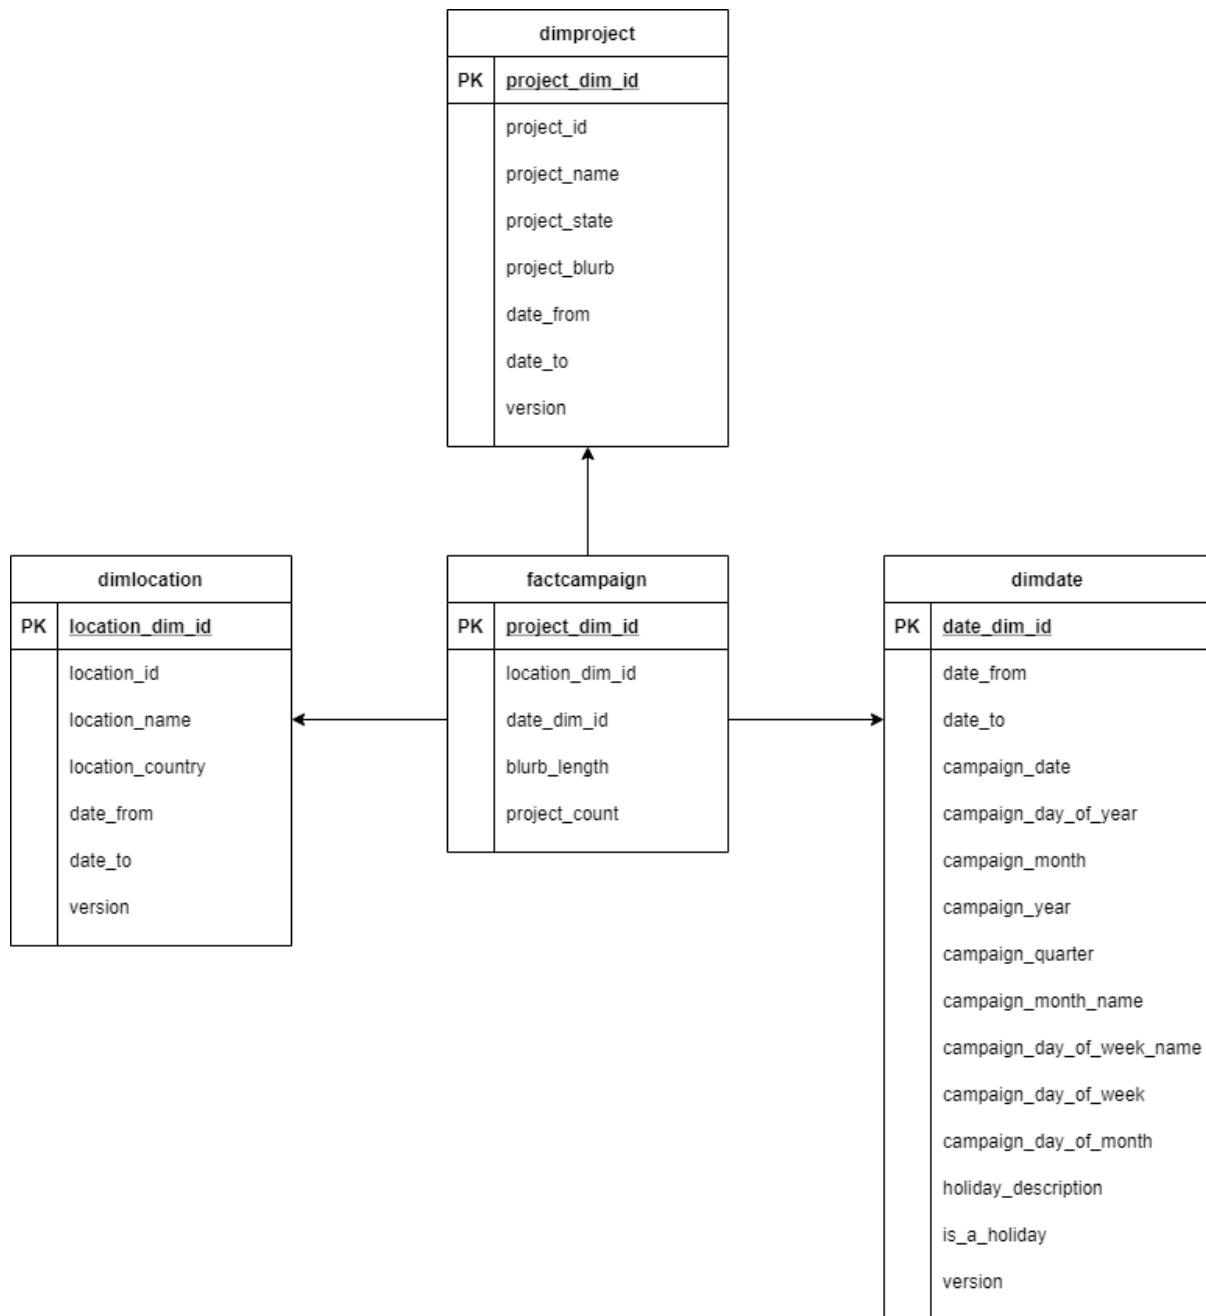 dimproject
PK project_dim_id
project_id
project_name
project_state
project_blurb
date_from
date_to
version
dimlocation
PK location_dim_id
location_id
location_name
location_country
date_from
date_to
version
factcampaign
PK project_dim_id
location_dim_id
date_dim_id
blurb_length
project_count
dimdate
PK date_dim_id
date_from
date_to
campaign_date
campaign_day_of_year
campaign_month
campaign_year
campaign_quarter
campaign_month_name
campaign_day_of_week_name
campaign_day_of_week
campaign_day_of_month
holiday_description
is_a_holiday
version